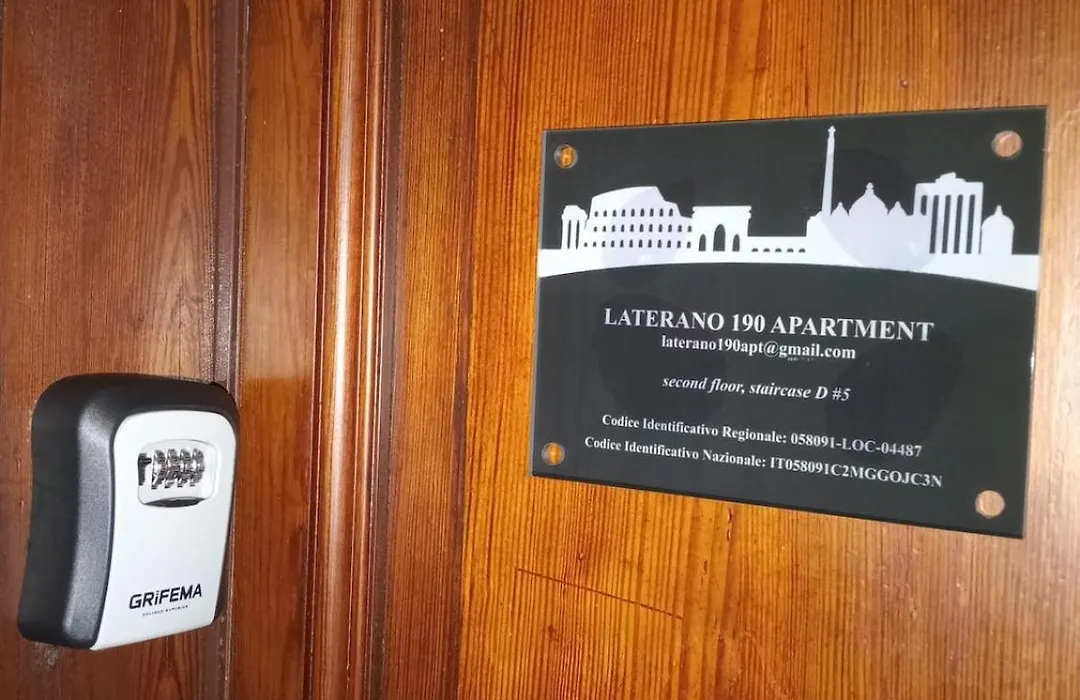 LATERANO 190 APARTMENT
laterano190apt@gmail.com
second floor, staircase D #5
Codice Identificativo Regionale: 058091-LOC-04487
Codice Identificativo Nazionale: IT058091C2MGGOJC3N
GRiFEMA